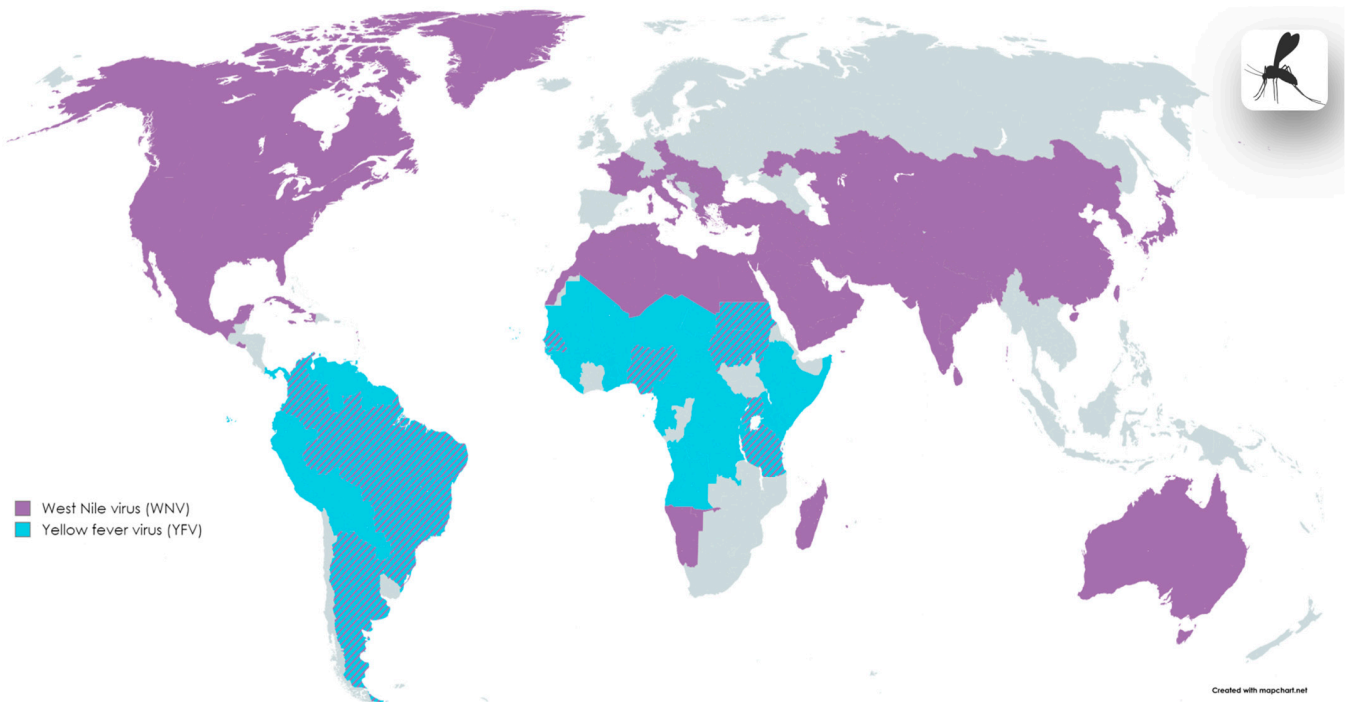 West Nile virus (WNV)
Yellow fever virus (YFV)
Created with mapchart.net